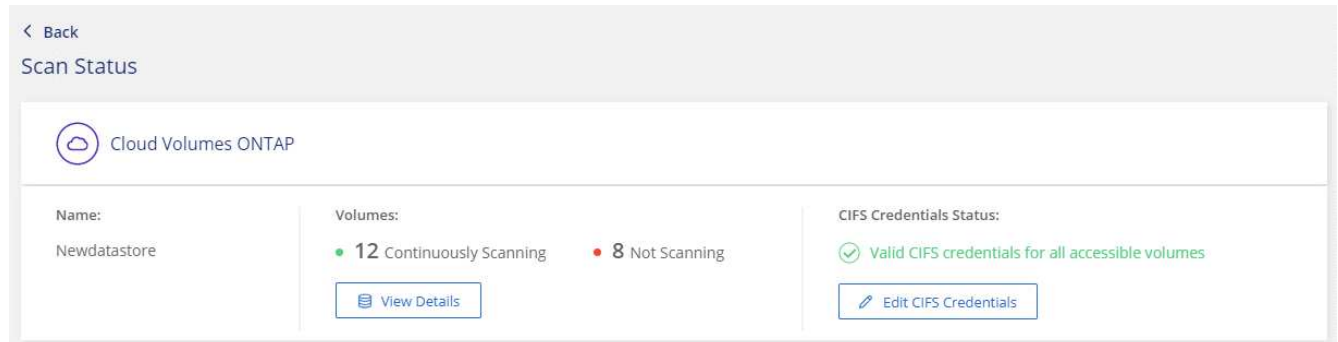 Back
Scan Status
Cloud Volumes ONTAP
Name:
Newdatastore
Volumes:
12 Continuously Scanning
8 Not Scanning
View Details
CIFS Credentials Status:
Valid CIFS credentials for all accessible volumes
Edit CIFS Credentials